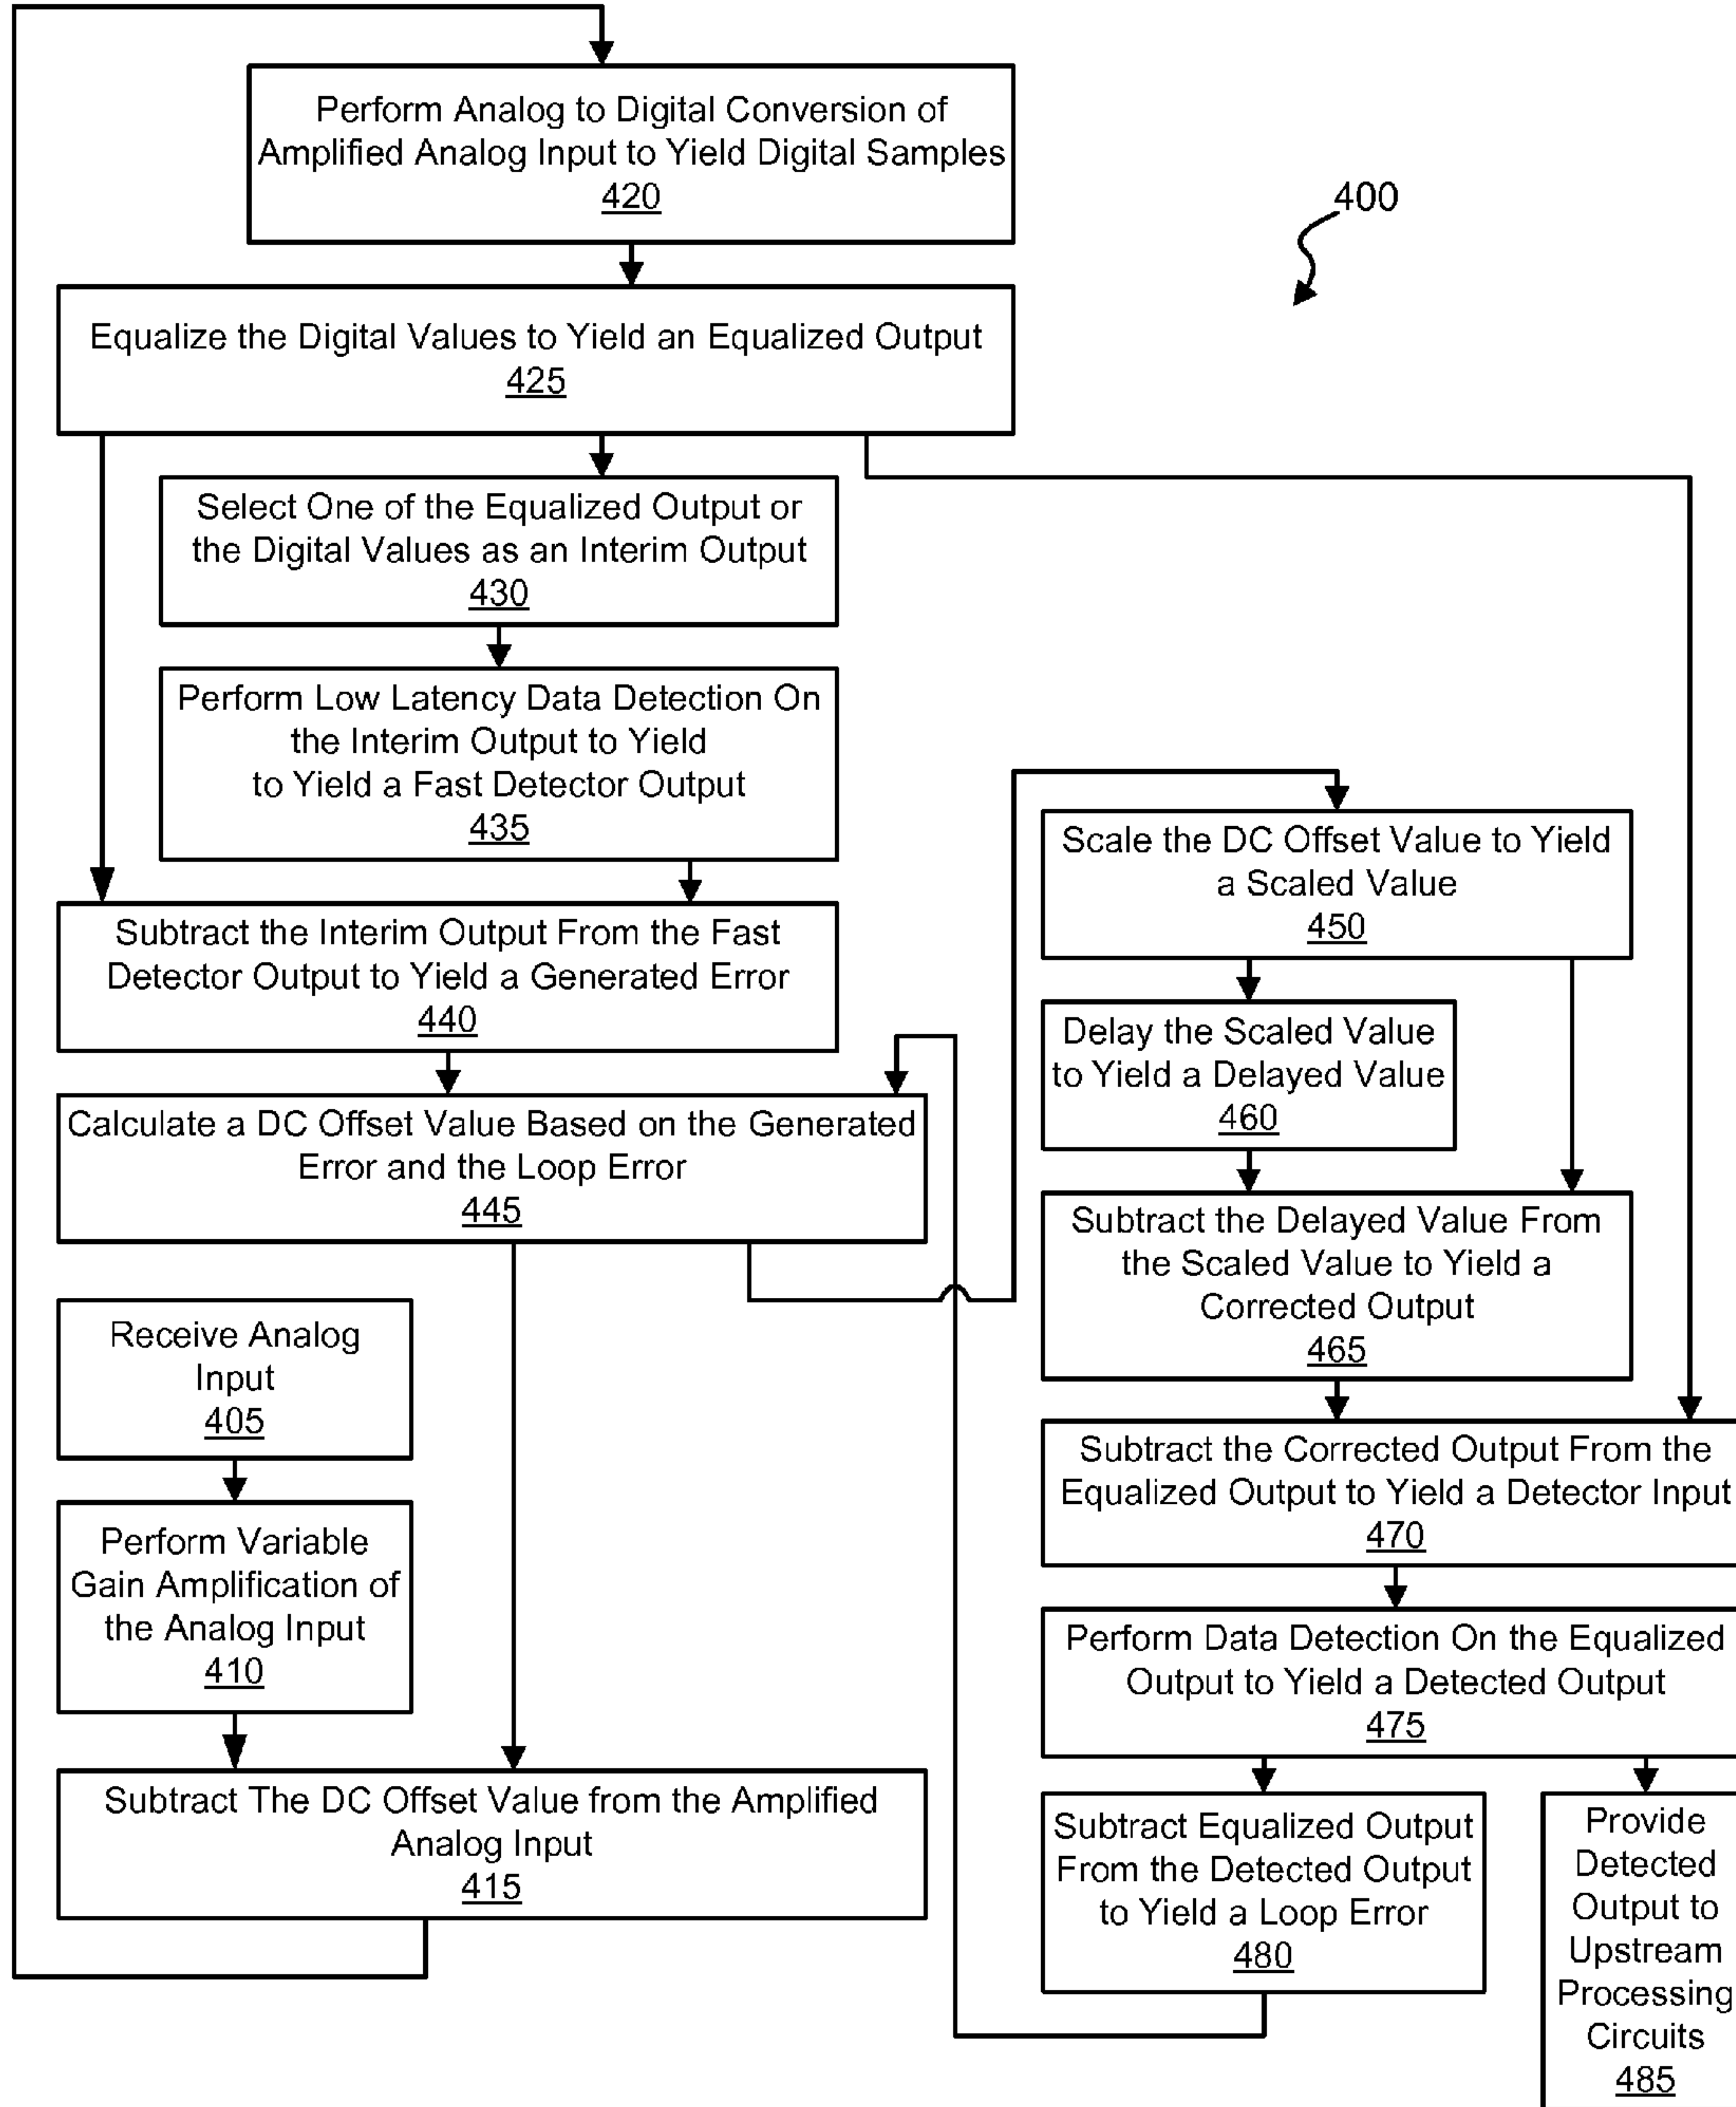 Perform Analog to Digital Conversion of
Amplified Analog Input to Yield Digital Samples
420
400
Equalize the Digital Values to Yield an Equalized Output
425
Select One of the Equalized Output or
the Digital Values as an Interim Output
430
Perform Low Latency Data Detection On
the Interim Output to Yield
to Yield a Fast Detector Output
435
Subtract the Interim Output From the Fast
Detector Output to Yield a Generated Error
440
Calculate a DC Offset Value Based on the Generated
Error and the Loop Error
445
Receive Analog
Input
405
Perform Variable
Gain Amplification of
the Analog Input
410
Subtract The DC Offset Value from the Amplified
Analog Input
415
Scale the DC Offset Value to Yield
a Scaled Value
450
Delay the Scaled Value
to Yield a Delayed Value
460
Subtract the Delayed Value From
the Scaled Value to Yield a
Corrected Output
465
Subtract the Corrected Output From the
Equalized Output to Yield a Detector Input
470
Perform Data Detection On the Equalized
Output to Yield a Detected Output
475
Subtract Equalized Output
From the Detected Output
to Yield a Loop Error
480
Provide
Detected
Output to
Upstream
Processing
Circuits
485